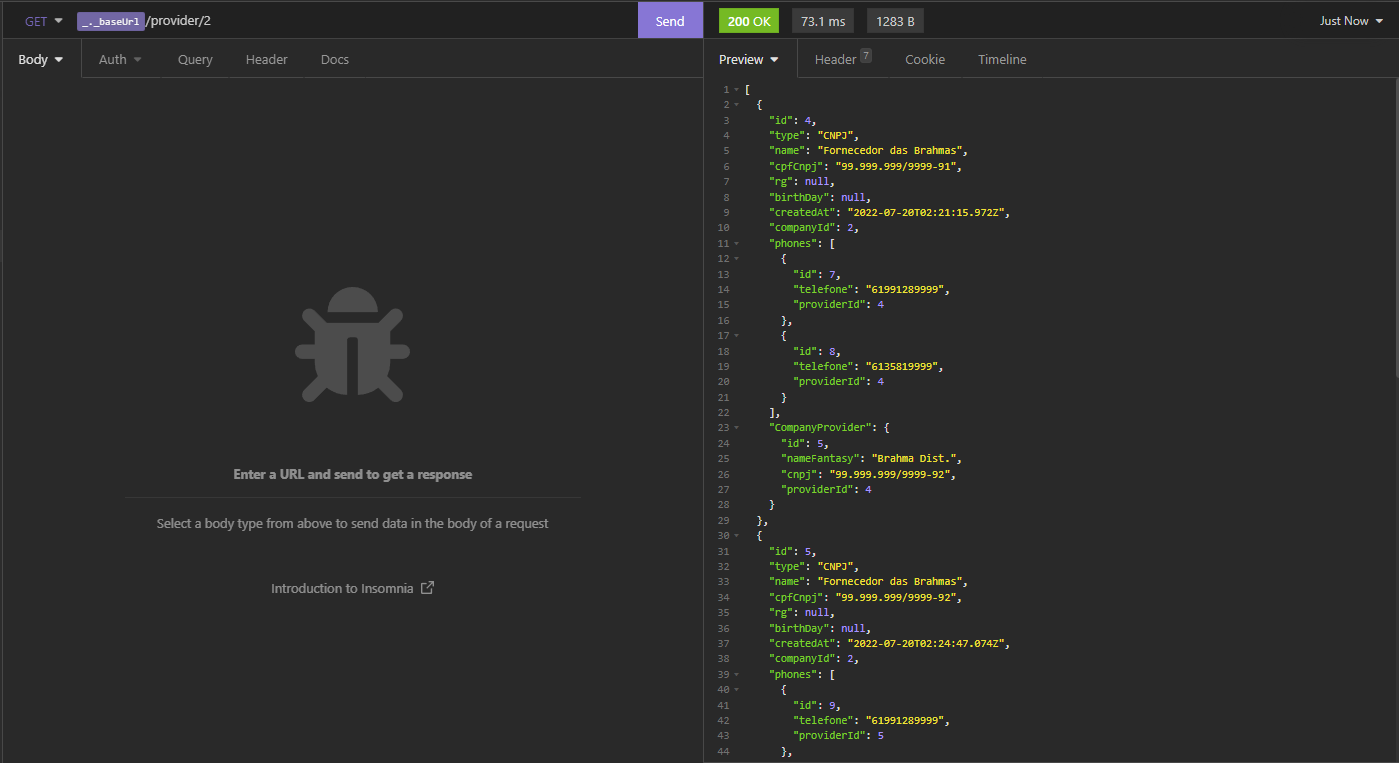 GET _._baseUrl /provider/2 Send 200 OK 73.1 ms 1283 B Just Now
Body Auth Query Header Docs
Preview Header 7 Cookie Timeline
Enter a URL and send to get a response
Select a body type from above to send data in the body of a request
Introduction to Insomnia
1 [
2 {
3 "id": 4,
4 "type": "CNPJ",
5 "name": "Fornecedor das Brahmas",
6 "cpfCnpj": "99.999.999/9999-91",
7 "rg": null,
8 "birthDay": null,
9 "createdAt": "2022-07-20T02:21:15.972Z",
10 "companyId": 2,
11 "phones": [
12 {
13 "id": 7,
14 "telefone": "61991289999",
15 "providerId": 4
16 },
17 {
18 "id": 8,
19 "telefone": "6135819999",
20 "providerId": 4
21 }
22 ],
23 "CompanyProvider": {
24 "id": 5,
25 "nameFantasy": "Brahma Dist.",
26 "cnpj": "99.999.999/9999-92",
27 "providerId": 4
28 }
29 },
30 {
31 "id": 5,
32 "type": "CNPJ",
33 "name": "Fornecedor das Brahmas",
34 "cpfCnpj": "99.999.999/9999-92",
35 "rg": null,
36 "birthDay": null,
37 "createdAt": "2022-07-20T02:24:47.074Z",
38 "companyId": 2,
39 "phones": [
40 {
41 "id": 9,
42 "telefone": "61991289999",
43 "providerId": 5
44 },